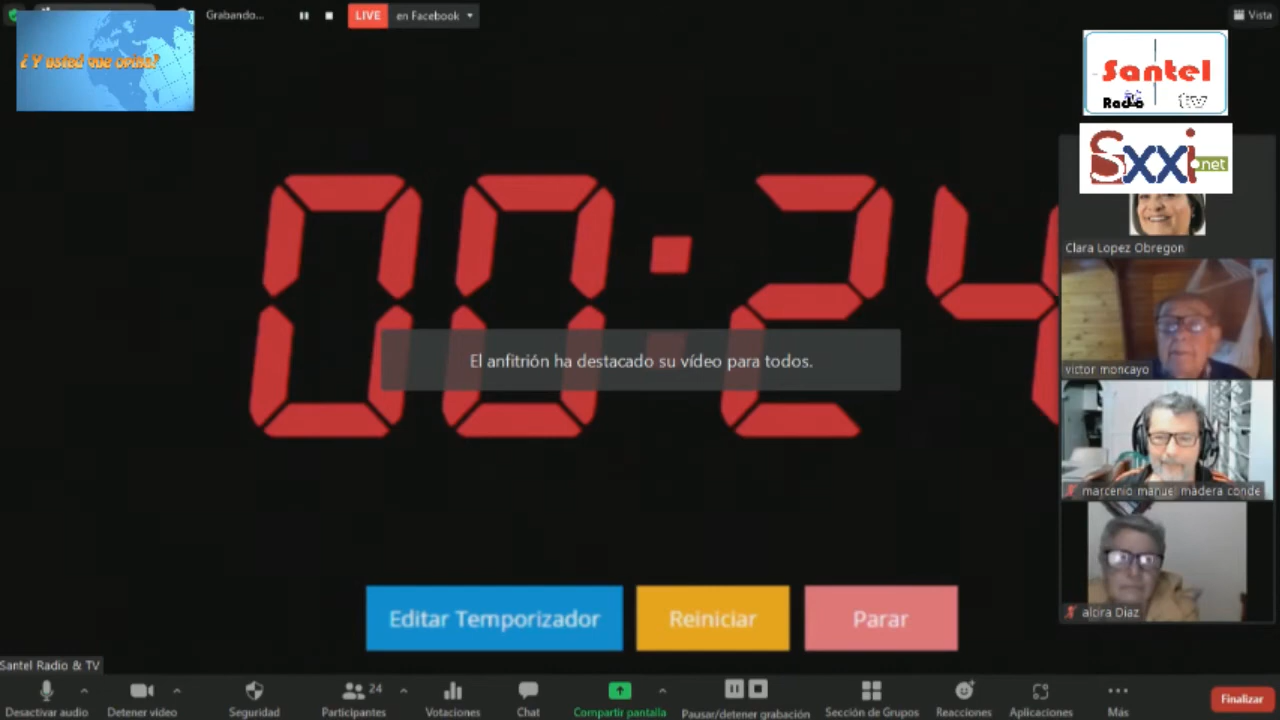 Grabando...
LIVE
en Facebook
Vista
¿Y usted que opina?
Santel
Radio tv
Sxxi.net
Clara Lopez Obregon
00:24
victor moncayo
El anfitrión ha destacado su vídeo para todos.
marcenio manuel madera conde
alcira Diaz
Editar Temporizador
Reiniciar
Parar
Santel Radio & TV
24
Desactivar audio
Detener video
Seguridad
Participantes
Votaciones
Chat
Compartir pantalla
Pausar/detener grabación
Sección de Grupos
Reacciones
Aplicaciones
Más
Finalizar